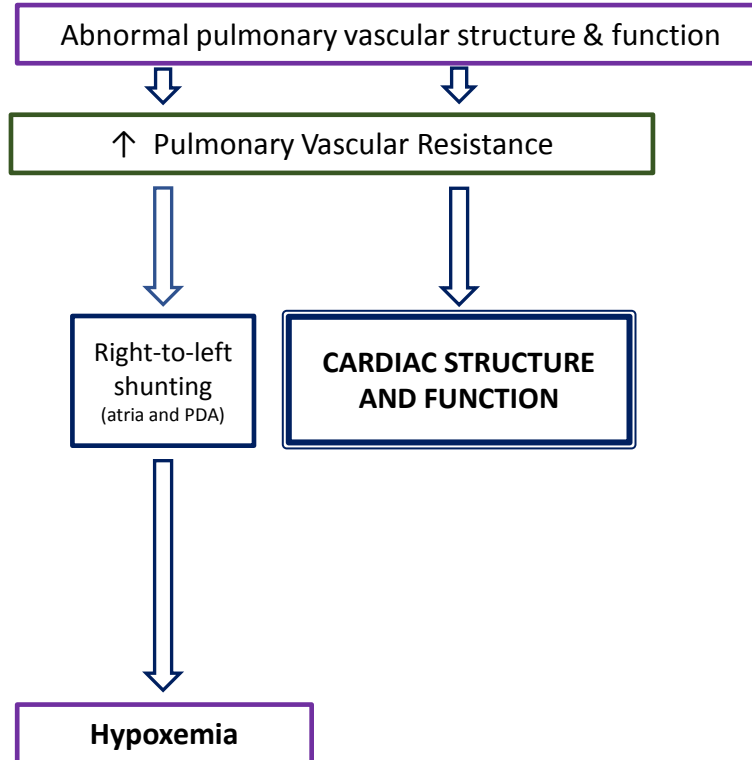 Abnormal pulmonary vascular structure & function
↑ Pulmonary Vascular Resistance
Right-to-left
shunting
(atria and PDA)
CARDIAC STRUCTURE
AND FUNCTION
Hypoxemia